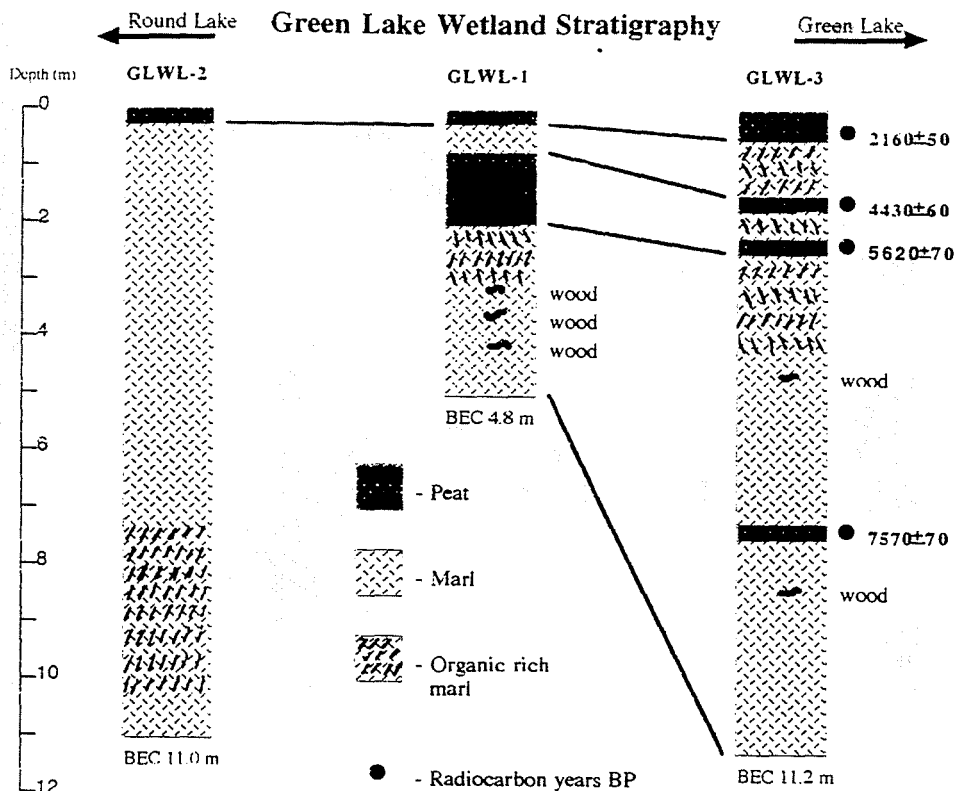 Round Lake
Green Lake Wetland Stratigraphy
Green Lake
Depth (m)
GLWL-2
GLWL-1
GLWL-3
0
2
4
6
8
10
12
2160±50
4430±60
5620±70
7570±70
wood
wood
wood
wood
wood
BEC 4.8 m
BEC 11.0 m
BEC 11.2 m
- Peat
- Marl
- Organic rich
marl
- Radiocarbon years BP